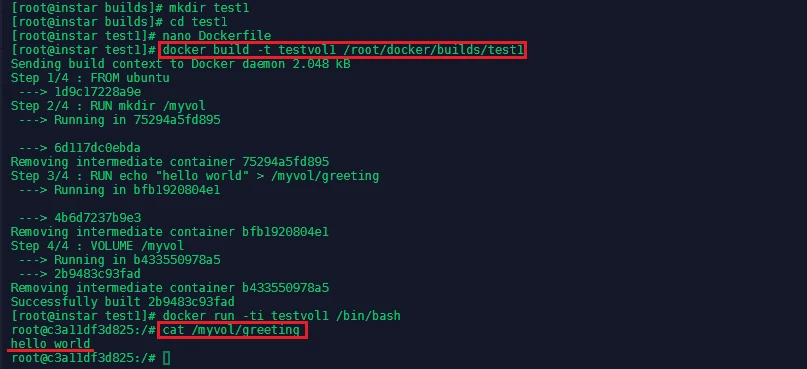 [root@instar builds]# mkdir test1
[root@instar builds]# cd test1
[root@instar test1]# nano Dockerfile
[root@instar test1]# docker build -t testvol1 /root/docker/builds/test1
Sending build context to Docker daemon 2.048 kB
Step 1/4 : FROM ubuntu
---> 1d9c17228a9e
Step 2/4 : RUN mkdir /myvol
---> Running in 75294a5fd895
---> 6d117dc0ebda
Removing intermediate container 75294a5fd895
Step 3/4 : RUN echo "hello world" > /myvol/greeting
---> Running in bfb1920804e1
---> 4b6d7237b9e3
Removing intermediate container bfb1920804e1
Step 4/4 : VOLUME /myvol
---> Running in b433550978a5
---> 2b9483c93fad
Removing intermediate container b433550978a5
Successfully built 2b9483c93fad
[root@instar test1]# docker run -ti testvol1 /bin/bash
root@c3a11df3d825:/# cat /myvol/greeting
hello world
root@c3a11df3d825:/#